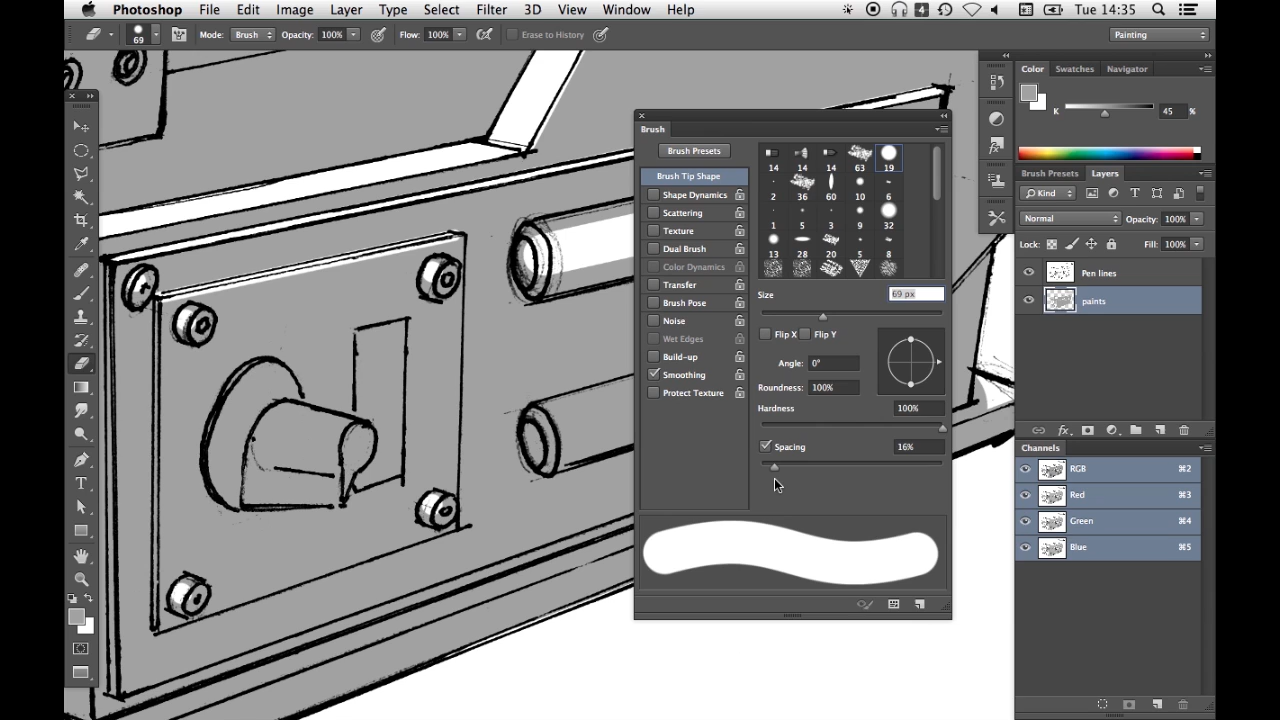 Photoshop File Edit Image Layer Type Select Filter 3D View Window Help 4 Tue 14:35
69 Mode: Brush Opacity: 100% Flow: 100% Erase to History Painting
Color Swatches Navigator
K 45 %
Brush
Brush Presets
Brush Tip Shape
Shape Dynamics
Scattering
Texture
Dual Brush
Color Dynamics
Transfer
Brush Pose
Noise
Wet Edges
Build-up
Smoothing
Protect Texture
14 14 14 63 19
2 36 60 10 6
1 5 3 9 32
13 28 20 8 8
Size 69 px
Flip X Flip Y
Angle: 0°
Roundness: 100%
Hardness 100%
Spacing 16%
Brush Presets Layers
Kind
Normal Opacity: 100%
Lock: Fill: 100%
Pen lines
paints
fx
Channels
RGB ⌘2
Red ⌘3
Green ⌘4
Blue ⌘5